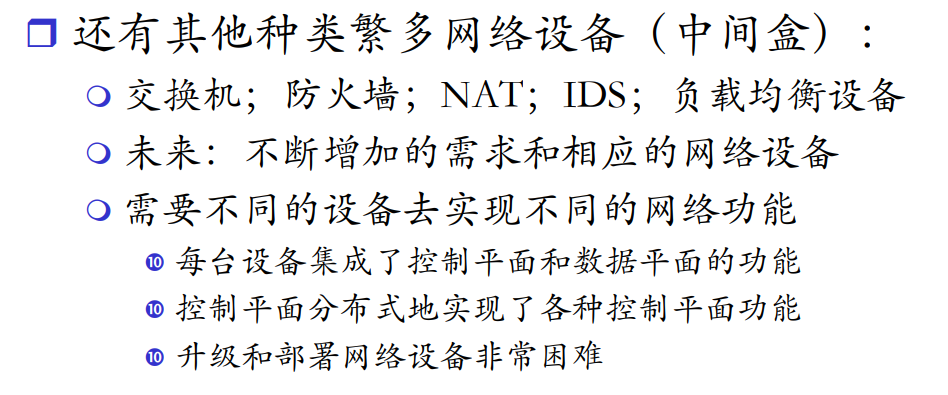 还有其他种类繁多网络设备（中间盒）：
交换机；防火墙；NAT；IDS；负载均衡设备
未来：不断增加的需求和相应的网络设备
需要不同的设备去实现不同的网络功能
⓾ 每台设备集成了控制平面和数据平面的功能
⓾ 控制平面分布式地实现了各种控制平面功能
⓾ 升级和部署网络设备非常困难